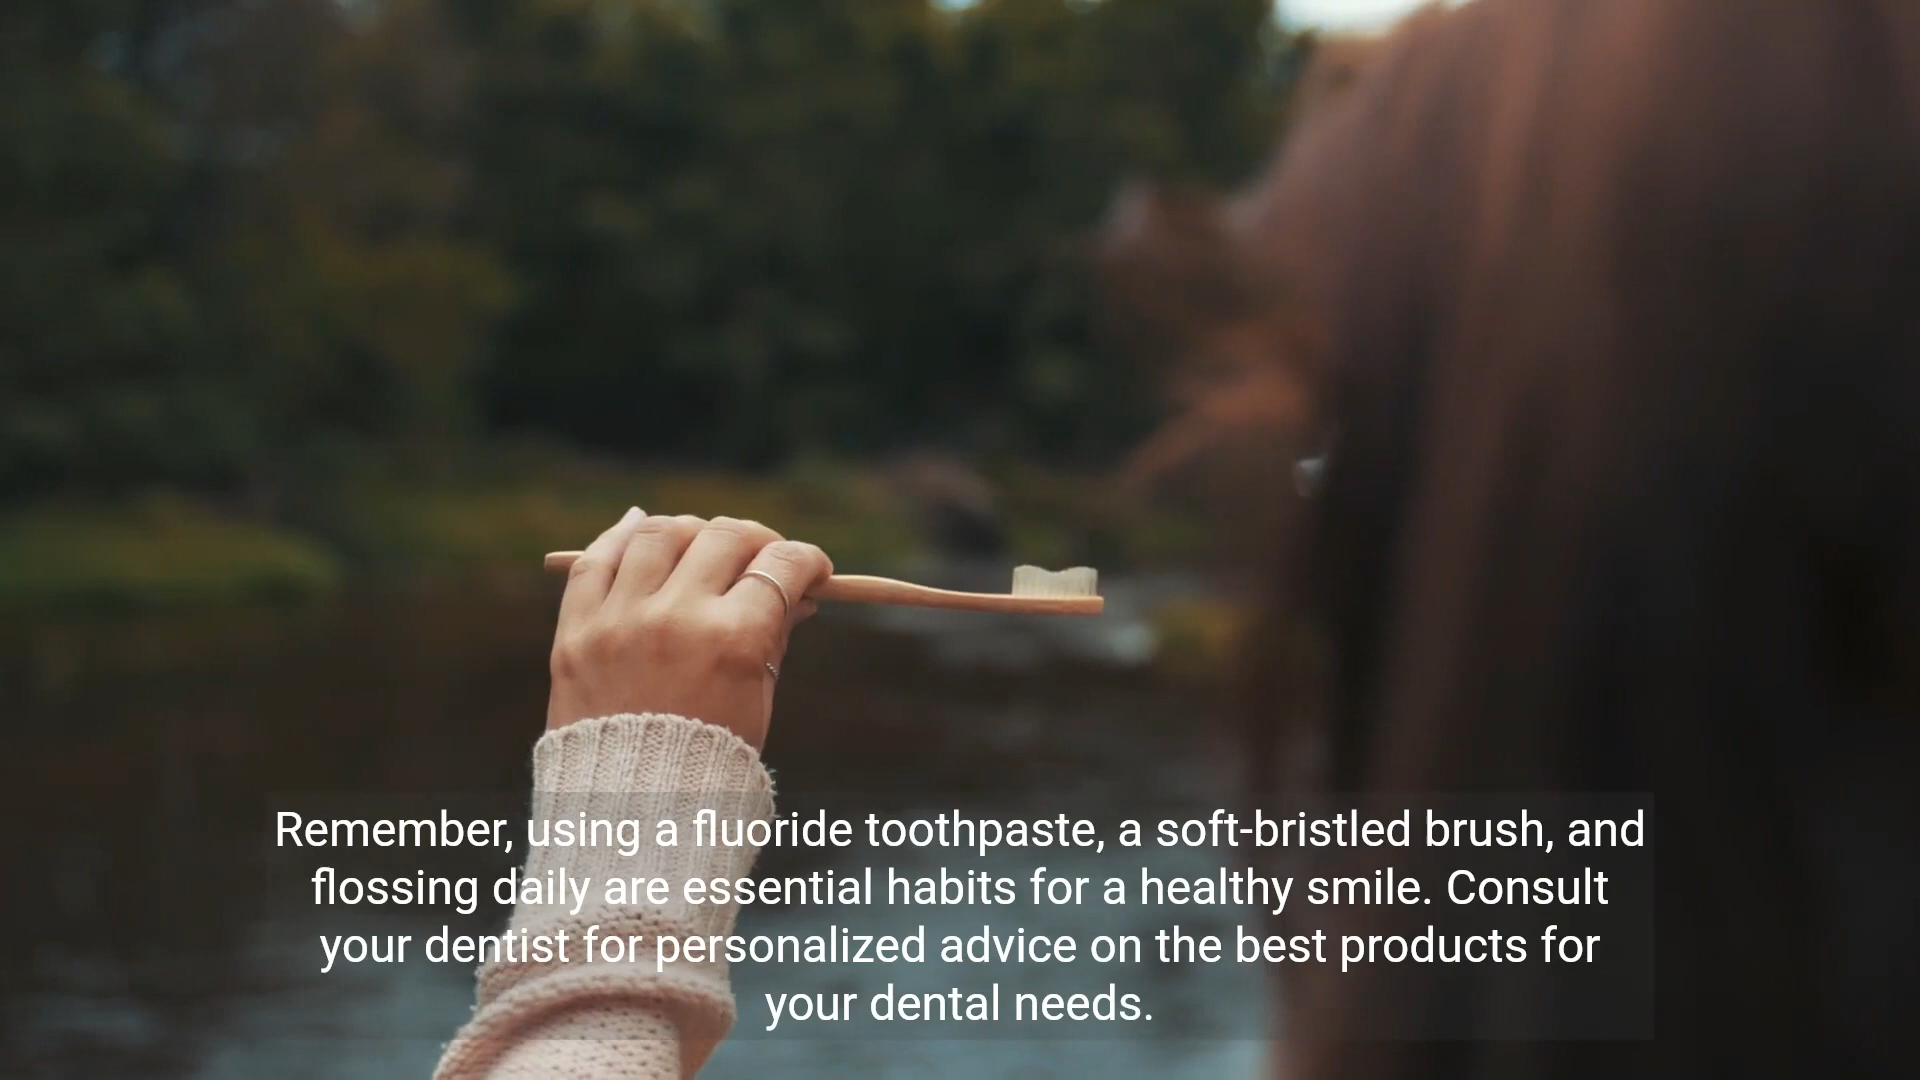 Remember, using a fluoride toothpaste, a soft-bristled brush, and
flossing daily are essential habits for a healthy smile. Consult
your dentist for personalized advice on the best products for
your dental needs.